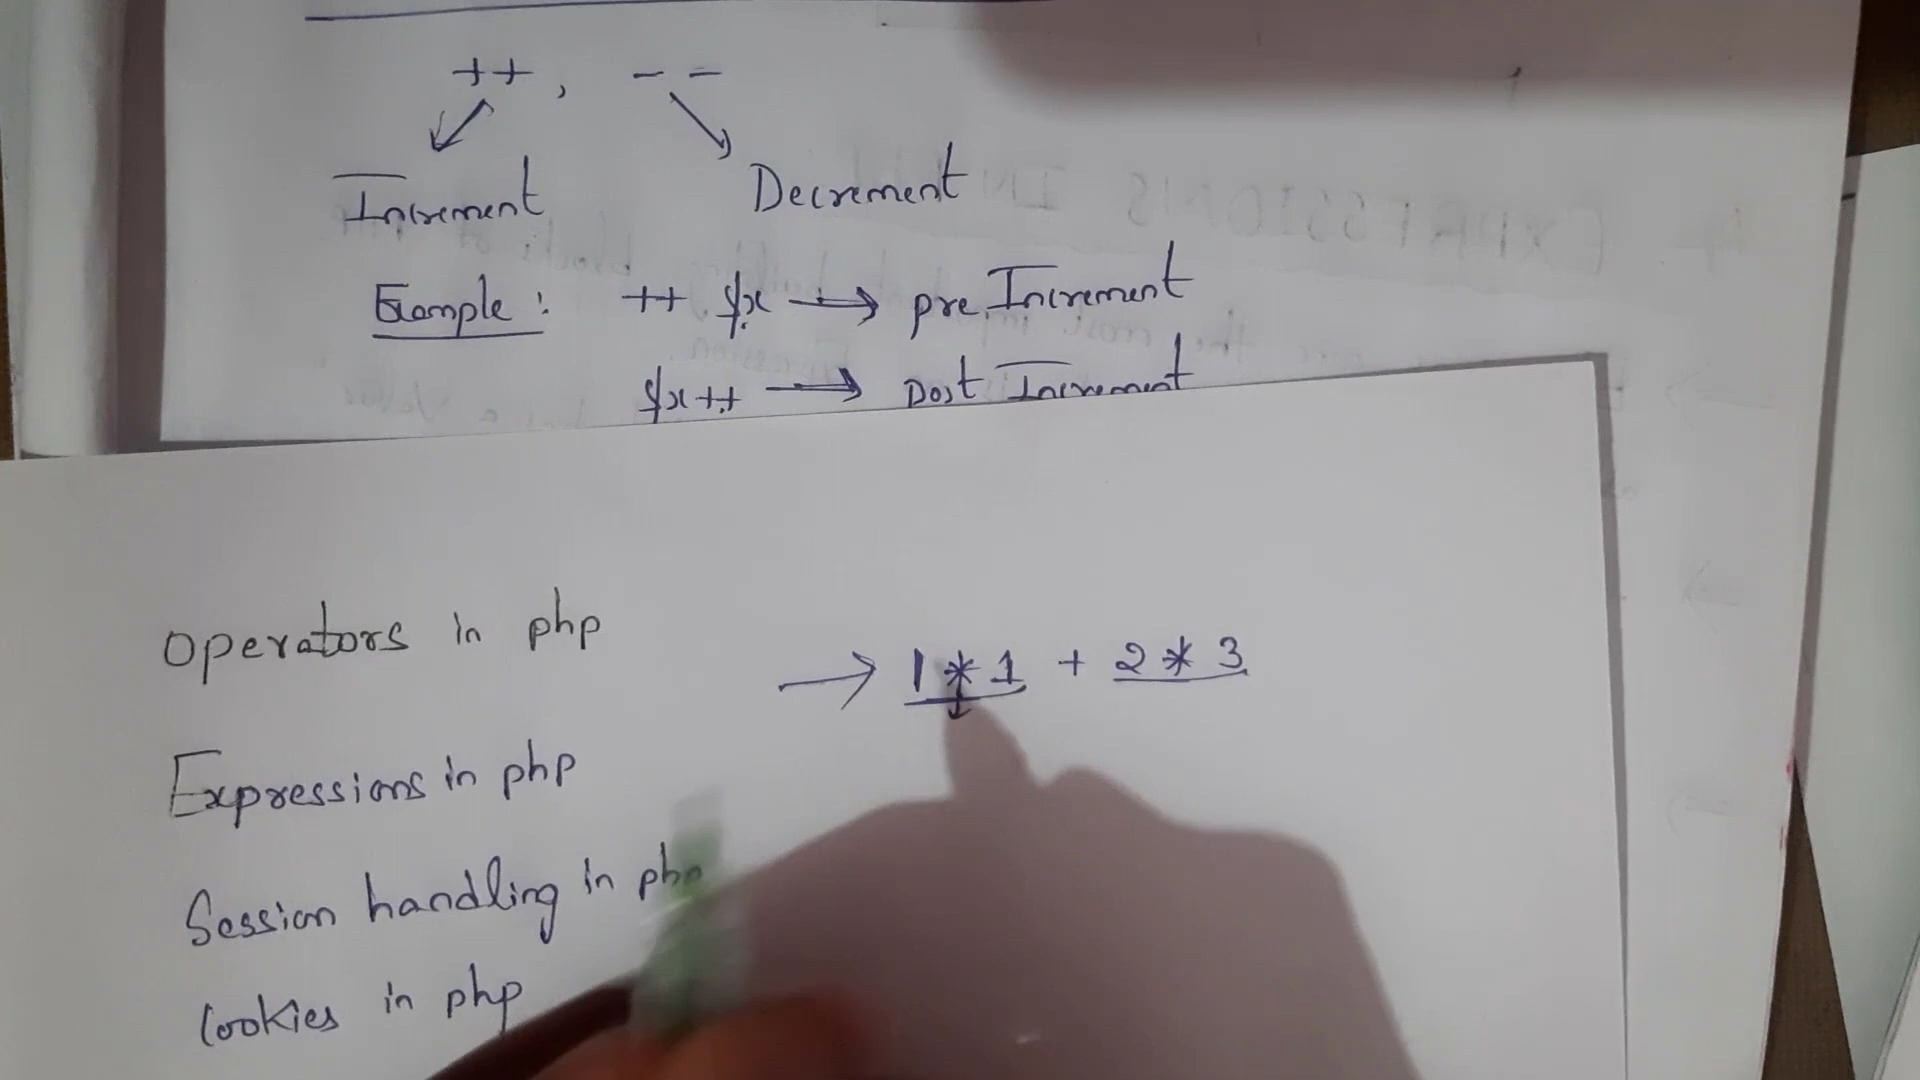 ++ , --
Increment Decrement
Example : ++ $x → pre Increment
$x ++ → post Increment
Operators in php
→ 1 * 1 + 2 * 3
Expressions in php
Session handling in php
Cookies in php